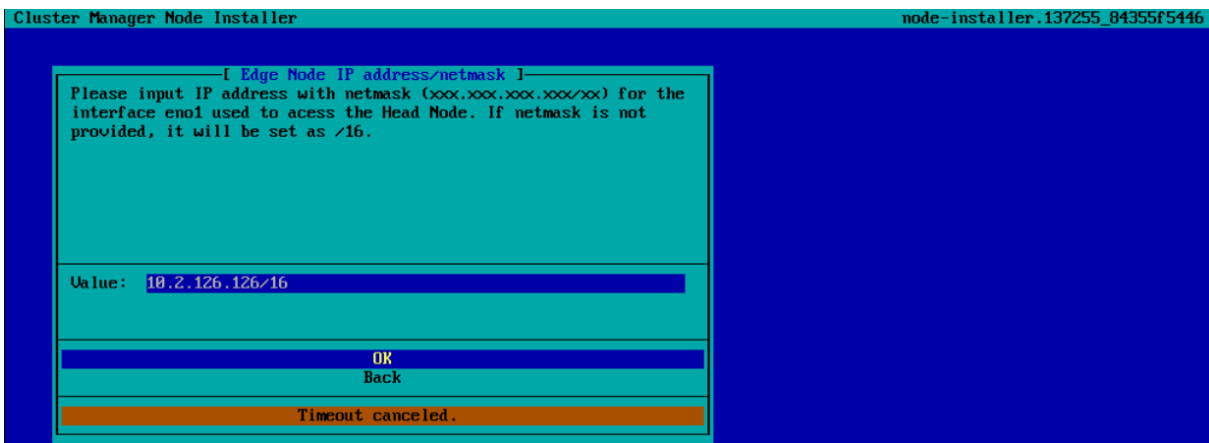 Cluster Manager Node Installer
node-installer.137255_84355f5446
[ Edge Node IP address/netmask ]
Please input IP address with netmask (xxx.xxx.xxx.xxx/xx) for the
interface eno1 used to acess the Head Node. If netmask is not
provided, it will be set as /16.
Value: 10.2.126.126/16
OK
Back
Timeout canceled.